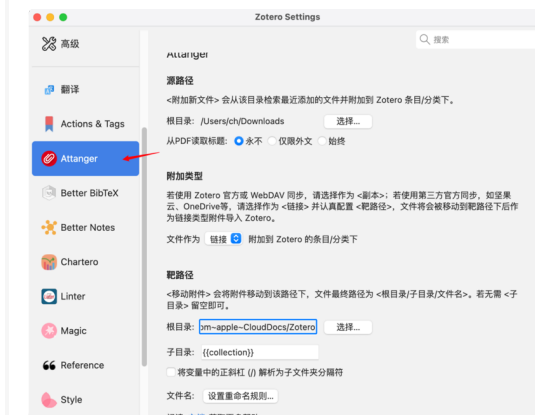 Zotero Settings
高级
搜索
翻译
Actions & Tags
Attanger
Better BibTeX
Better Notes
Chartero
Linter
Magic
Reference
Style
Attanger
源路径
<附加新文件> 会从该目录检索最近添加的文件并附加到 Zotero 条目/分类下。
根目录: /Users/ch/Downloads 选择...
从PDF读取标题: 永不 仅限外文 始终
附加类型
若使用 Zotero 官方或 WebDAV 同步，请选择作为 <副本>；若使用第三方官方同步，如坚果
云、OneDrive等，请选择作为 <链接> 并认真配置 <靶路径>，文件将会被移动到靶路径下后作
为链接类型附件导入 Zotero。
文件作为 链接 附加到 Zotero 的条目/分类下
靶路径
<移动附件> 会将附件移动到该路径下，文件最终路径为 <根目录/子目录/文件名>。若无需 <子
目录> 留空即可。
根目录: om~apple~CloudDocs/Zotero 选择...
子目录: {{collection}}
将变量中的正斜杠 (/) 解析为子文件夹分隔符
文件名: 设置重命名规则...